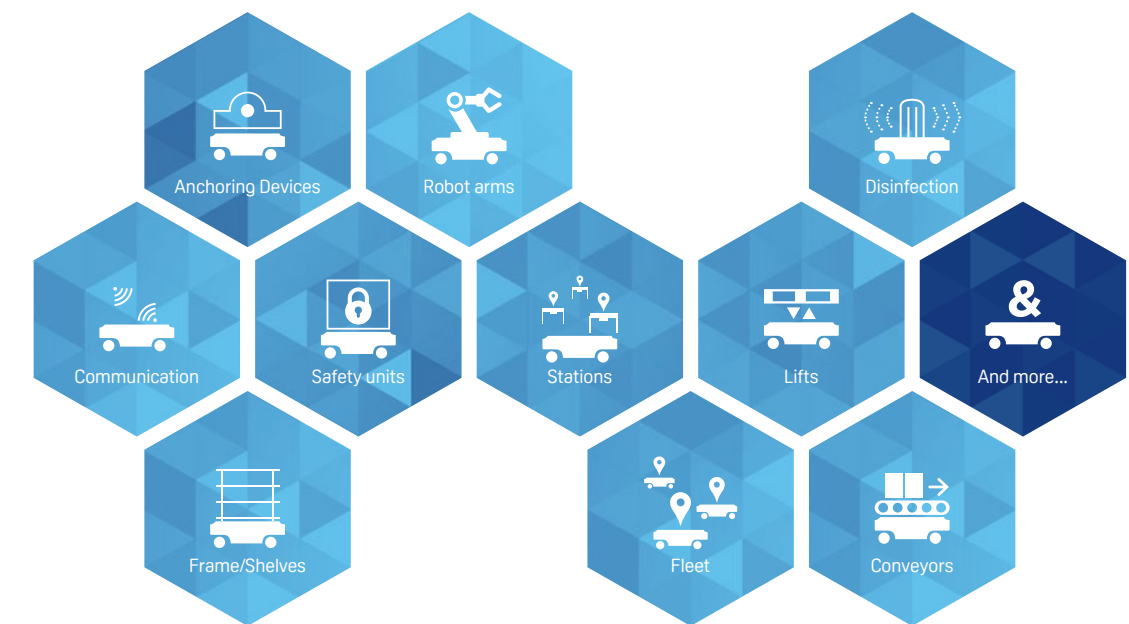 Anchoring Devices
Robot arms
Disinfection
Communication
Safety units
Stations
Lifts
&
And more...
Frame/Shelves
Fleet
Conveyors